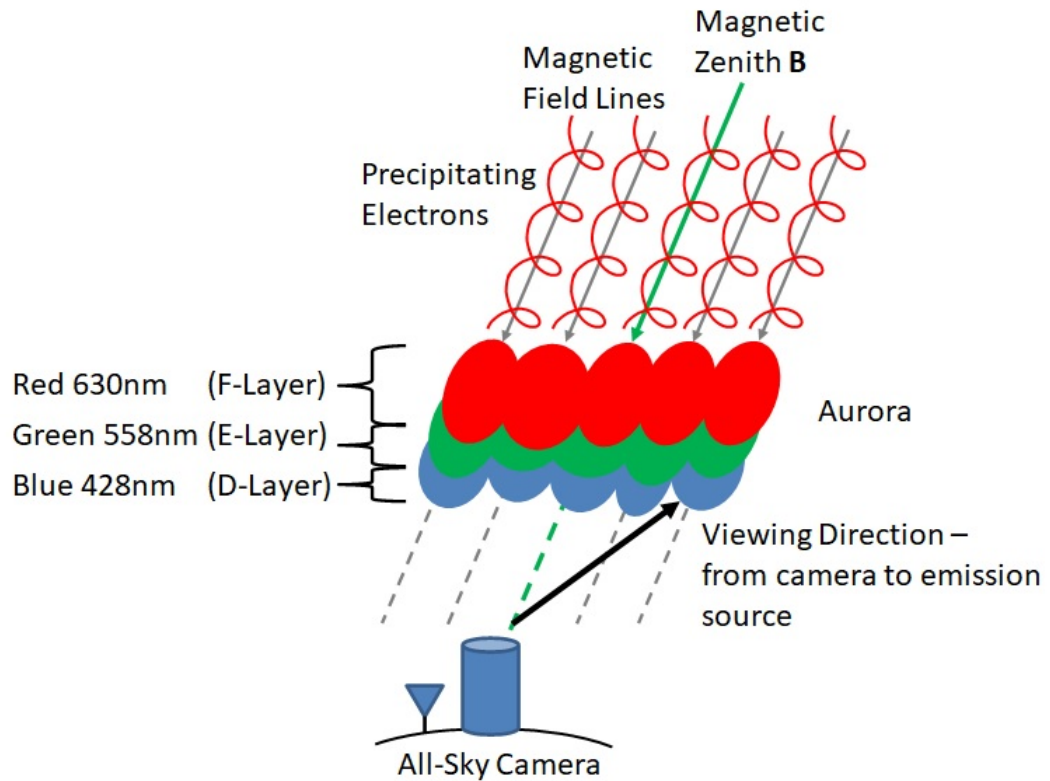 Magnetic
Zenith B
Magnetic
Field Lines
Precipitating
Electrons
Red 630nm (F-Layer)
Green 558nm (E-Layer)
Blue 428nm (D-Layer)
Aurora
Viewing Direction –
from camera to emission
source
All-Sky Camera